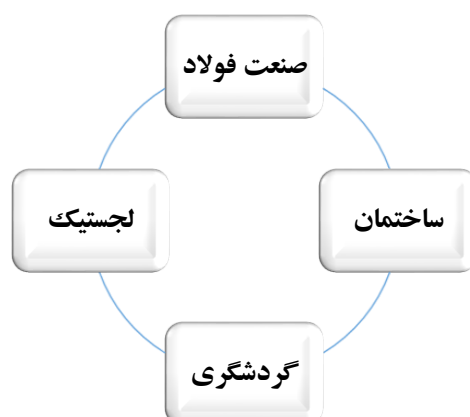 صنعت فولاد
ساختمان
لجستیک
گردشگری